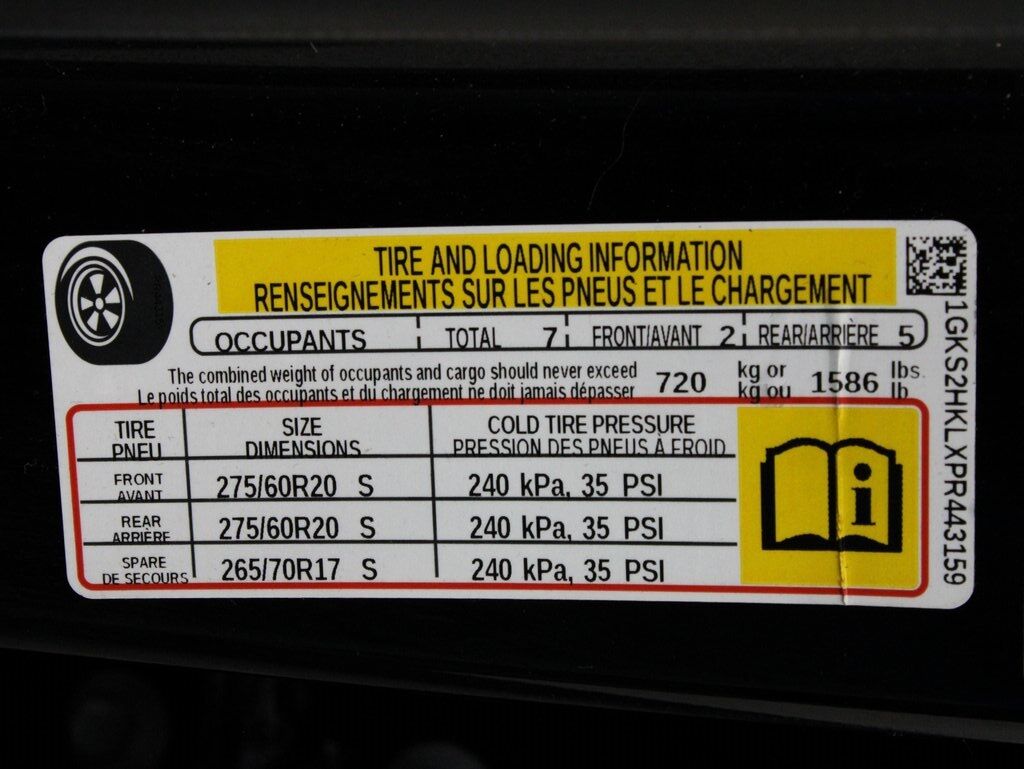 TIRE AND LOADING INFORMATION
RENSEIGNEMENTS SUR LES PNEUS ET LE CHARGEMENT
OCCUPANTS TOTAL 7 FRONT/AVANT 2 REAR/ARRIÈRE 5
The combined weight of occupants and cargo should never exceed 720 kg or 1586 lbs.
Le poids total des occupants et du chargement ne doit jamais dépasser kg ou lb
TIRE SIZE COLD TIRE PRESSURE
PNEU DIMENSIONS PRESSION DES PNEUS À FROID
FRONT
AVANT 275/60R20 S 240 kPa, 35 PSI
REAR
ARRIÈRE 275/60R20 S 240 kPa, 35 PSI
SPARE
DE SECOURS 265/70R17 S 240 kPa, 35 PSI
i
1GKS2HKLXPR443159